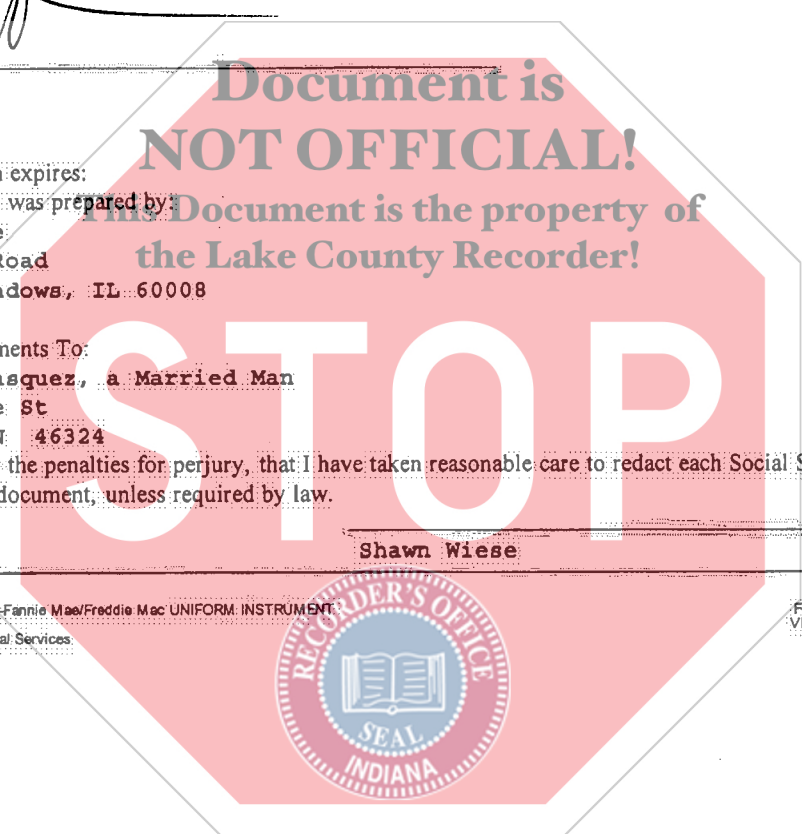 Document is
NOT OFFICIAL!
expires:
This Document is the property of
was prepared by:
the Lake County Recorder!
Road
dows, IL 60008
ments To:
squez, a Married Man
St
46324
the penalties for perjury, that I have taken reasonable care to redact each Social S
document, unless required by law.
STOP
Shawn Wiese
-Fannie Mae/Freddie Mac UNIFORM INSTRUMENT
al Services
RECORDER'S OFFICE
SEAL
INDIANA